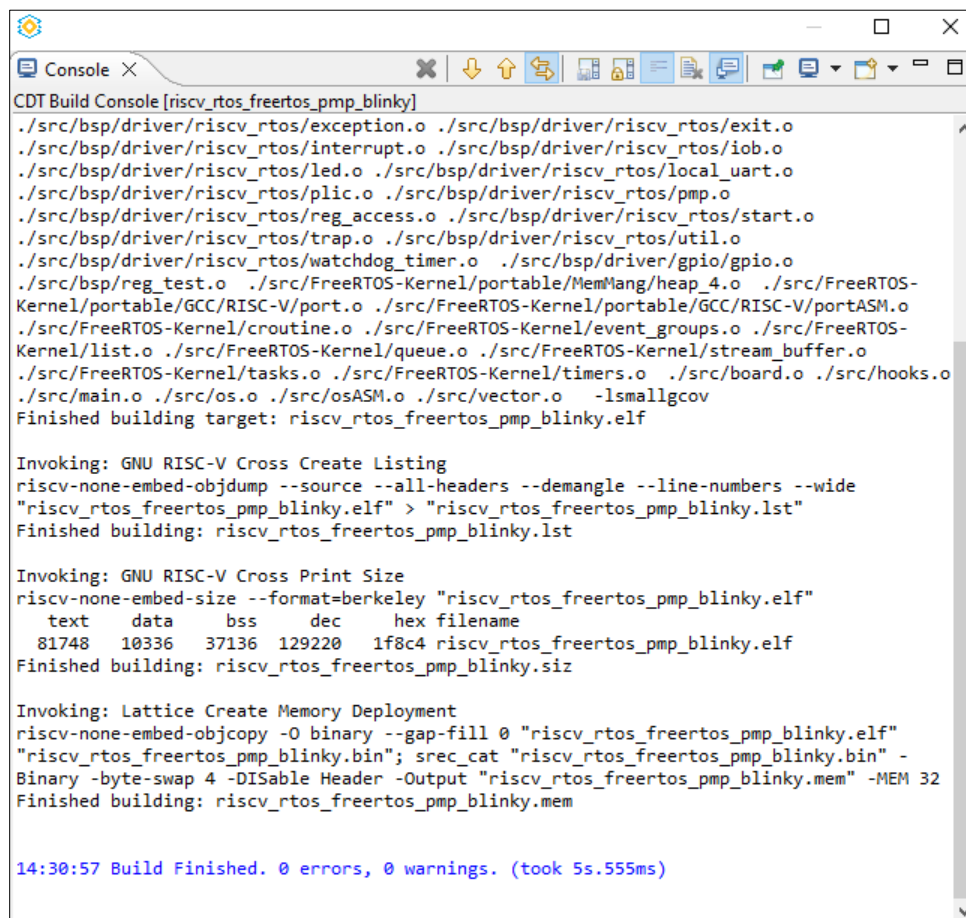 Console
CDT Build Console [riscv_rtos_freertos_pmp_blinky]
./src/bsp/driver/riscv_rtos/exception.o ./src/bsp/driver/riscv_rtos/exit.o
./src/bsp/driver/riscv_rtos/interrupt.o ./src/bsp/driver/riscv_rtos/iob.o
./src/bsp/driver/riscv_rtos/led.o ./src/bsp/driver/riscv_rtos/local_uart.o
./src/bsp/driver/riscv_rtos/plic.o ./src/bsp/driver/riscv_rtos/pmp.o
./src/bsp/driver/riscv_rtos/reg_access.o ./src/bsp/driver/riscv_rtos/start.o
./src/bsp/driver/riscv_rtos/trap.o ./src/bsp/driver/riscv_rtos/util.o
./src/bsp/driver/riscv_rtos/watchdog_timer.o  ./src/bsp/driver/gpio/gpio.o
./src/bsp/reg_test.o  ./src/FreeRTOS-Kernel/portable/MemMang/heap_4.o  ./src/FreeRTOS-
Kernel/portable/GCC/RISC-V/port.o ./src/FreeRTOS-Kernel/portable/GCC/RISC-V/portASM.o
./src/FreeRTOS-Kernel/croutine.o ./src/FreeRTOS-Kernel/event_groups.o ./src/FreeRTOS-
Kernel/list.o ./src/FreeRTOS-Kernel/queue.o ./src/FreeRTOS-Kernel/stream_buffer.o
./src/FreeRTOS-Kernel/tasks.o ./src/FreeRTOS-Kernel/timers.o  ./src/board.o ./src/hooks.o
./src/main.o ./src/os.o ./src/osASM.o ./src/vector.o   -lsmallgcov
Finished building target: riscv_rtos_freertos_pmp_blinky.elf

Invoking: GNU RISC-V Cross Create Listing
riscv-none-embed-objdump --source --all-headers --demangle --line-numbers --wide
"riscv_rtos_freertos_pmp_blinky.elf" > "riscv_rtos_freertos_pmp_blinky.lst"
Finished building: riscv_rtos_freertos_pmp_blinky.lst

Invoking: GNU RISC-V Cross Print Size
riscv-none-embed-size --format=berkeley "riscv_rtos_freertos_pmp_blinky.elf"
   text    data     bss     dec     hex filename
  81748   10336   37136  129220   1f8c4 riscv_rtos_freertos_pmp_blinky.elf
Finished building: riscv_rtos_freertos_pmp_blinky.siz

Invoking: Lattice Create Memory Deployment
riscv-none-embed-objcopy -O binary --gap-fill 0 "riscv_rtos_freertos_pmp_blinky.elf"
"riscv_rtos_freertos_pmp_blinky.bin"; srec_cat "riscv_rtos_freertos_pmp_blinky.bin" -
Binary -byte-swap 4 -DISable Header -Output "riscv_rtos_freertos_pmp_blinky.mem" -MEM 32
Finished building: riscv_rtos_freertos_pmp_blinky.mem

14:30:57 Build Finished. 0 errors, 0 warnings. (took 5s.555ms)